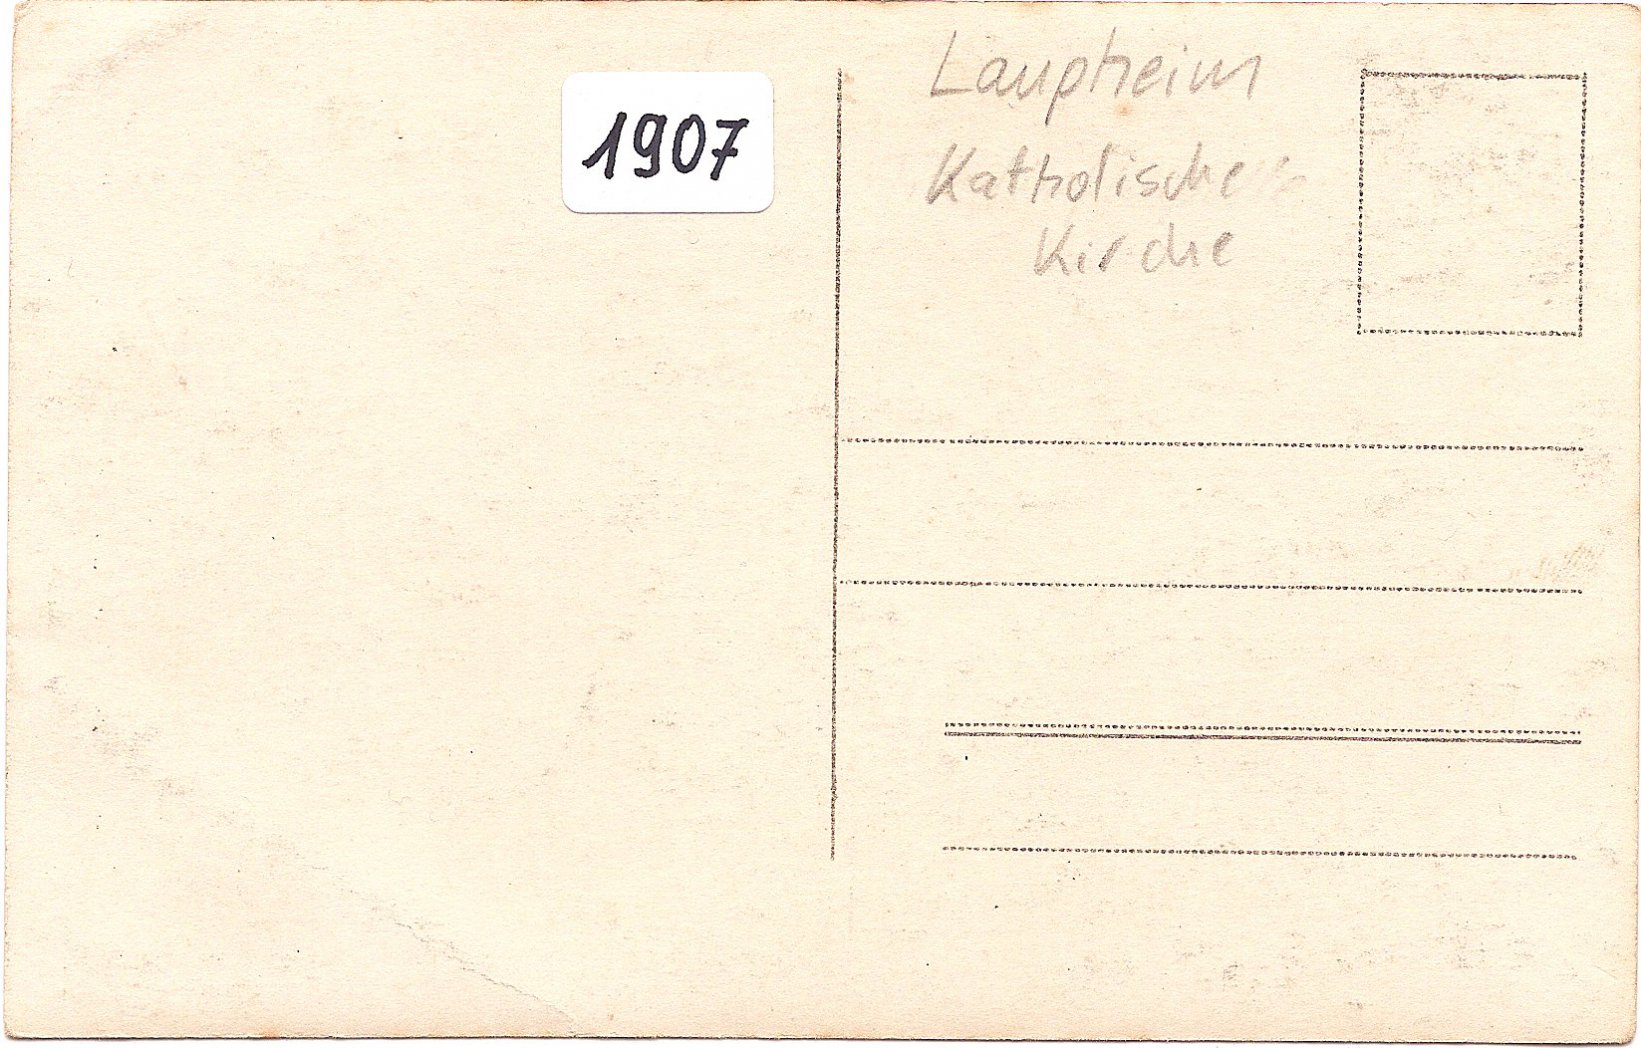 1907
Laupheim
Katholische
Kirche